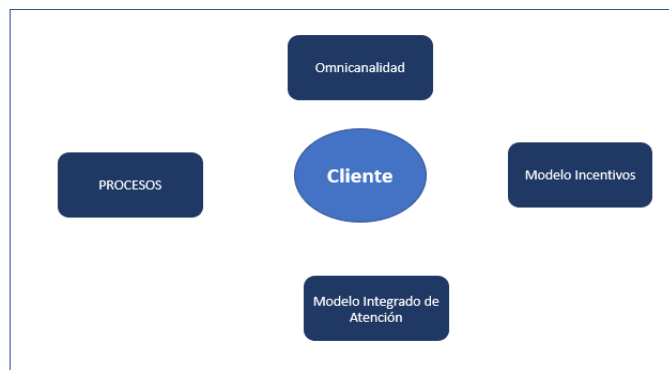 Omnicanalidad
PROCESOS
Cliente
Modelo Incentivos
Modelo Integrado de
Atención